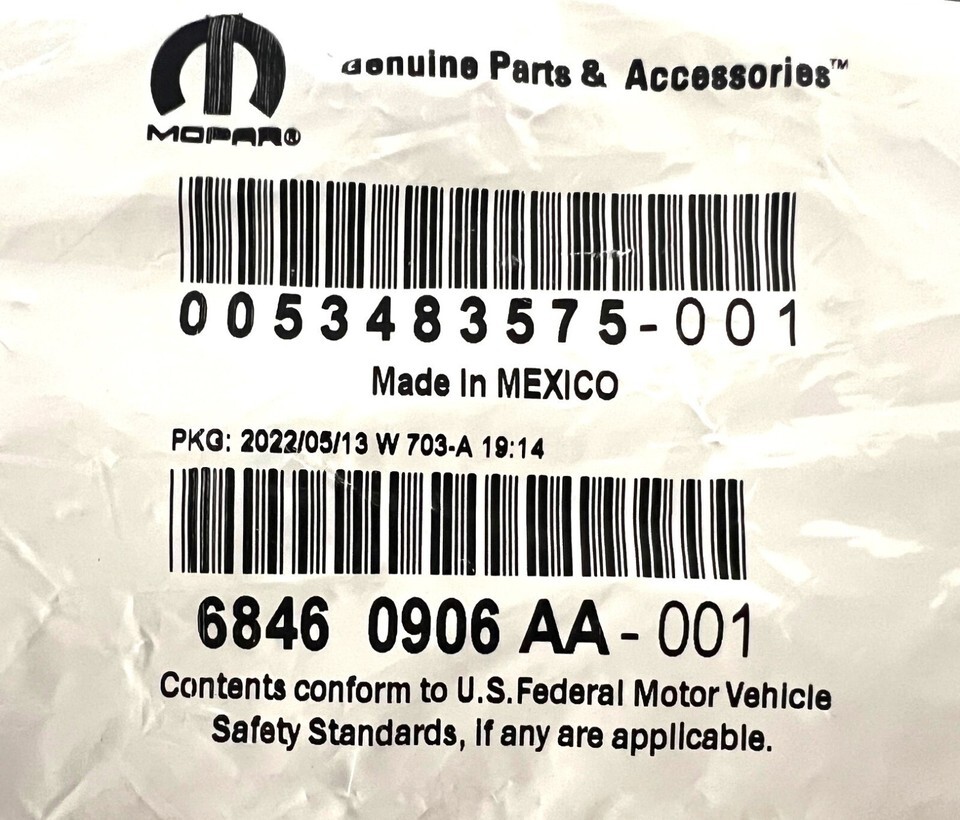 MOPAR®
Genuine Parts & Accessories™
0053483575-001
Made In MEXICO
PKG: 2022/05/13 W 703-A 19:14
6846 0906 AA - 001
Contents conform to U.S.Federal Motor Vehicle
Safety Standards, if any are applicable.